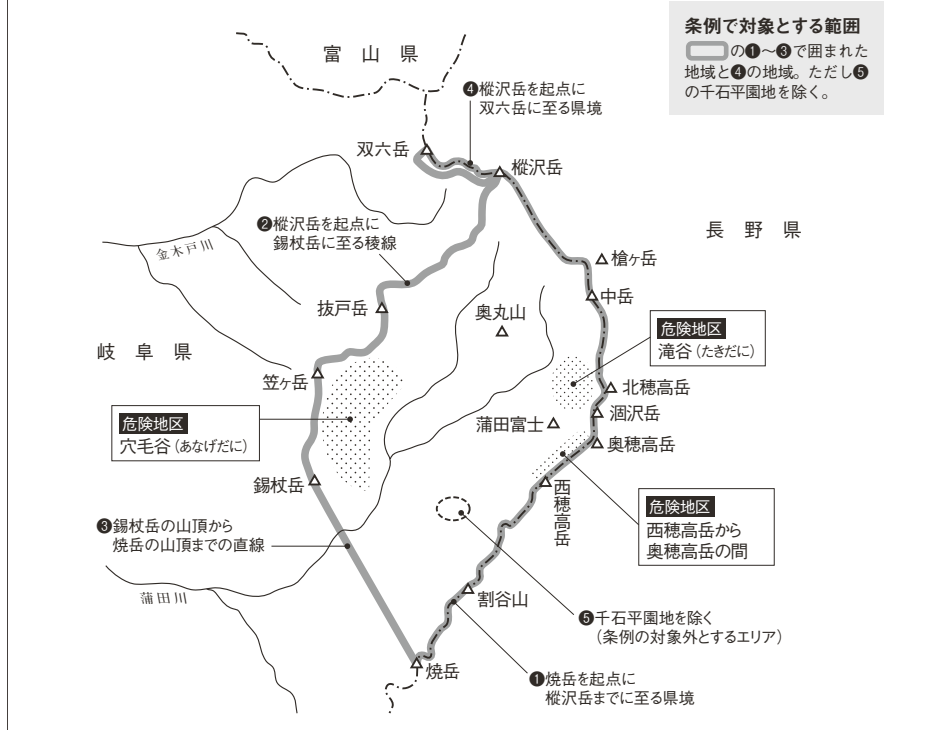 条例で対象とする範囲
の❶～❸で囲まれた
地域と❹の地域。ただし❺
の千石平園地を除く。
富山県
❹樅沢岳を起点に
双六岳に至る県境
双六岳
樅沢岳
長野県
❷樅沢岳を起点に
錫杖岳に至る稜線
金木戸川
槍ヶ岳
中岳
抜戸岳
奥丸山
危険地区
滝谷（たきだに）
岐阜県
笠ヶ岳
北穂高岳
涸沢岳
危険地区
穴毛谷（あなげだに）
蒲田富士
奥穂高岳
錫杖岳
西穂高岳
危険地区
西穂高岳から
奥穂高岳の間
❸錫杖岳の山頂から
焼岳の山頂までの直線
蒲田川
割谷山
❺千石平園地を除く
（条例の対象外とするエリア）
焼岳
❶焼岳を起点に
樅沢岳までに至る県境